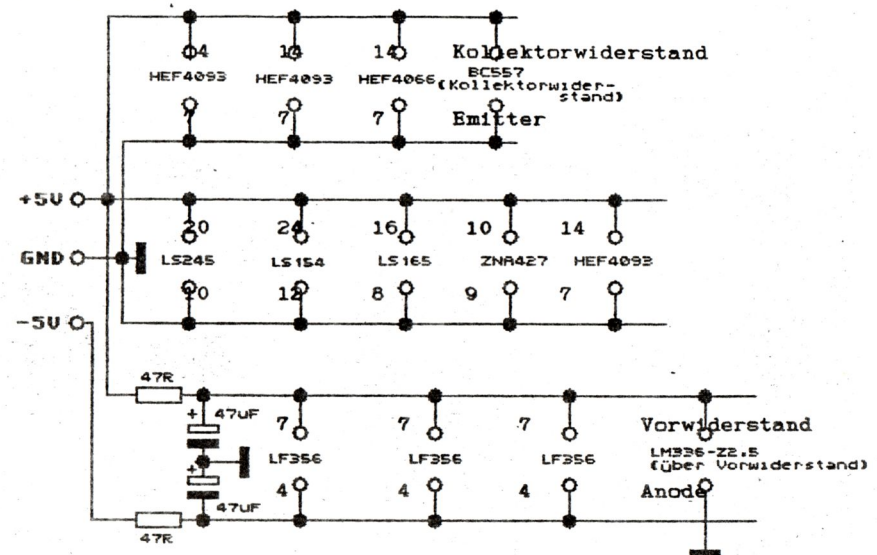 14 14 14 Kollektorwiderstand
HEF4093 HEF4093 HEF4066 BC557
(Kollektorwider-
stand)
7 7 7 Emitter
+5V
20 24 16 10 14
GND LS245 LS154 LS165 ZNA427 HEF4093
10 12 8 9 7
-5V
47R
+ 47uF 7 7 7 Vorwiderstand
LF356 LF356 LF356 LM336-Z2.5
(über Vorwiderstand)
+
4 4 4 Anode
47uF
47R